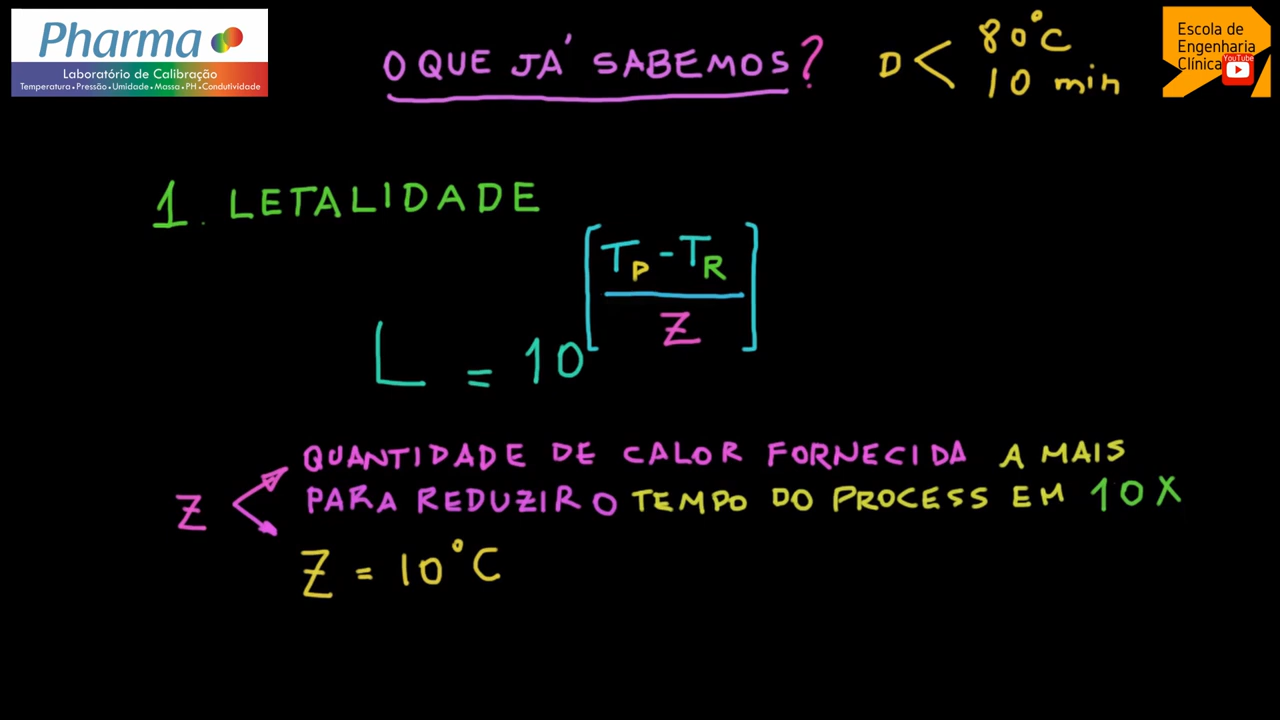 Pharma
Laboratório de Calibração
Temperatura • Pressão • Umidade • Massa • PH • Condutividade
O QUE JÁ SABEMOS?
D < 80°C
10 min
Escola de
Engenharia
Clínica
YouTube
1. LETALIDADE
L = 10^[(TP - TR) / Z]
Z QUANTIDADE DE CALOR FORNECIDA A MAIS
PARA REDUZIR O TEMPO DO PROCESS EM 10X
Z = 10°C